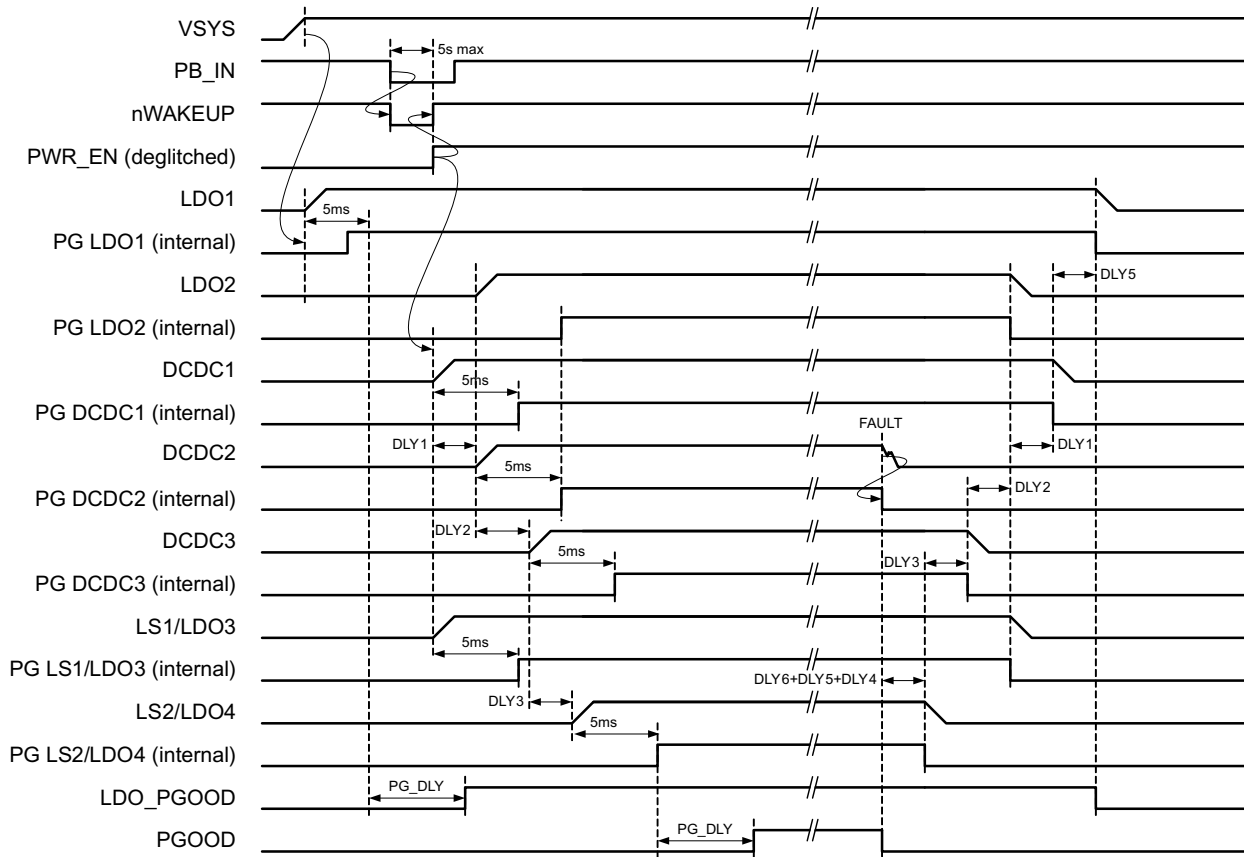 VSYS
5s max
PB_IN
nWAKEUP
PWR_EN (deglitched)
LDO1
5ms
PG LDO1 (internal)
LDO2
DLY5
PG LDO2 (internal)
DCDC1
5ms
PG DCDC1 (internal)
FAULT
DLY1
DLY1
DCDC2
5ms
DLY2
PG DCDC2 (internal)
DLY2
DCDC3
5ms
DLY3
PG DCDC3 (internal)
LS1/LDO3
5ms
PG LS1/LDO3 (internal)
DLY6+DLY5+DLY4
DLY3
LS2/LDO4
5ms
PG LS2/LDO4 (internal)
PG_DLY
LDO_PGOOD
PG_DLY
PGOOD